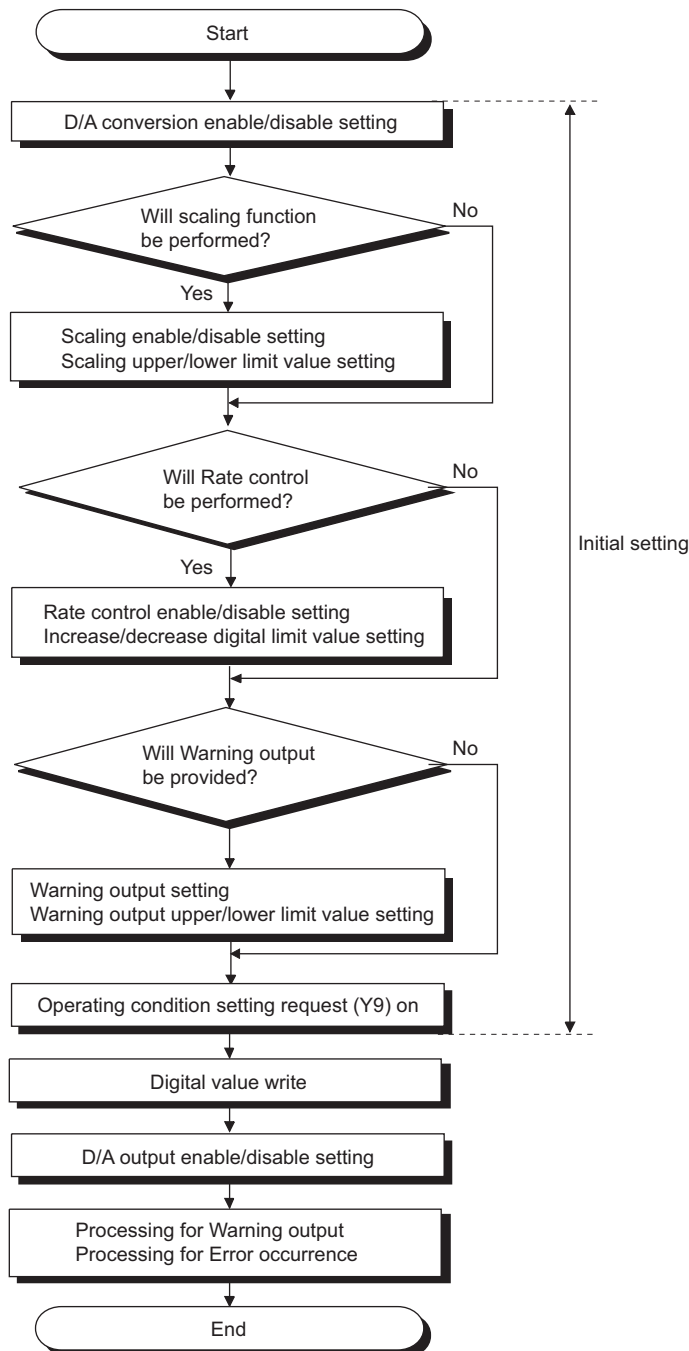 Start
D/A conversion enable/disable setting
Will scaling function
be performed?
No
Yes
Scaling enable/disable setting
Scaling upper/lower limit value setting
Will Rate control
be performed?
No
Yes
Initial setting
Rate control enable/disable setting
Increase/decrease digital limit value setting
Will Warning output
be provided?
No
Warning output setting
Warning output upper/lower limit value setting
Operating condition setting request (Y9) on
Digital value write
D/A output enable/disable setting
Processing for Warning output
Processing for Error occurrence
End